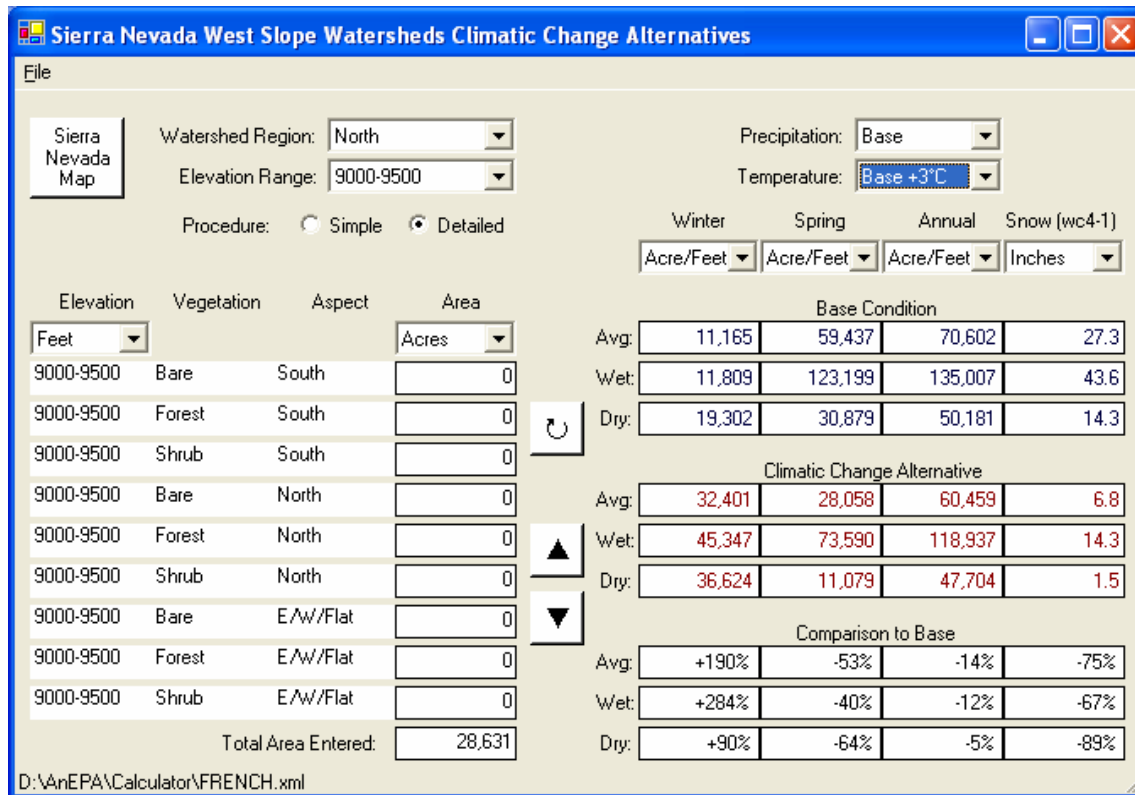 Sierra Nevada West Slope Watersheds Climatic Change Alternatives
File
Sierra Nevada Map
Watershed Region: North
Elevation Range: 9000-9500
Procedure: Simple Detailed
Precipitation: Base
Temperature: Base +3°C
Winter Spring Annual Snow (wc4-1)
Acre/Feet Acre/Feet Acre/Feet Inches
Elevation Vegetation Aspect Area
Feet Acres
9000-9500 Bare South 0
9000-9500 Forest South 0
9000-9500 Shrub South 0
9000-9500 Bare North 0
9000-9500 Forest North 0
9000-9500 Shrub North 0
9000-9500 Bare E/W/Flat 0
9000-9500 Forest E/W/Flat 0
9000-9500 Shrub E/W/Flat 0
Total Area Entered: 28,631
Base Condition
Avg: 11,165 59,437 70,602 27.3
Wet: 11,809 123,199 135,007 43.6
Dry: 19,302 30,879 50,181 14.3
Climatic Change Alternative
Avg: 32,401 28,058 60,459 6.8
Wet: 45,347 73,590 118,937 14.3
Dry: 36,624 11,079 47,704 1.5
Comparison to Base
Avg: +190% -53% -14% -75%
Wet: +284% -40% -12% -67%
Dry: +90% -64% -5% -89%
D:\AnEPA\Calculator\FRENCH.xml